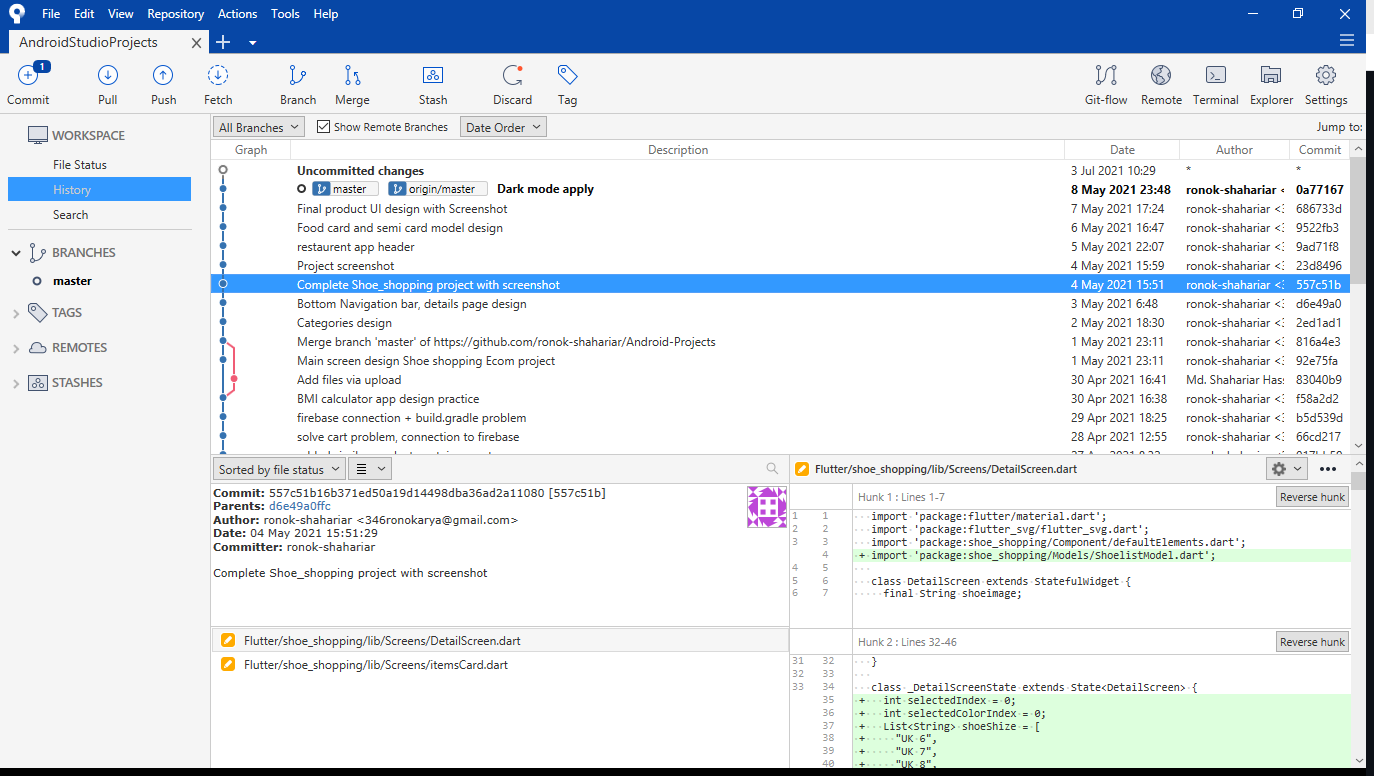 File Edit View Repository Actions Tools Help
AndroidStudioProjects
1
Commit Pull Push Fetch Branch Merge Stash Discard Tag Git-flow Remote Terminal Explorer Settings
WORKSPACE
File Status
History
Search
BRANCHES
master
TAGS
REMOTES
STASHES
All Branches Show Remote Branches Date Order Jump to:
Graph Description Date Author Commit
Uncommitted changes 3 Jul 2021 10:29 * *
master origin/master Dark mode apply 8 May 2021 23:48 ronok-shahariar < 0a77167
Final product UI design with Screenshot 7 May 2021 17:24 ronok-shahariar <3 686733d
Food card and semi card model design 6 May 2021 16:47 ronok-shahariar <3 9522fb3
restaurent app header 5 May 2021 22:07 ronok-shahariar <3 9ad71f8
Project screenshot 4 May 2021 15:59 ronok-shahariar <3 23d8496
Complete Shoe_shopping project with screenshot 4 May 2021 15:51 ronok-shahariar <3 557c51b
Bottom Navigation bar, details page design 3 May 2021 6:48 ronok-shahariar <3 d6e49a0
Categories design 2 May 2021 18:30 ronok-shahariar <3 2ed1ad1
Merge branch 'master' of https://github.com/ronok-shahariar/Android-Projects 1 May 2021 23:11 ronok-shahariar <3 816a4e3
Main screen design Shoe shopping Ecom project 1 May 2021 23:11 ronok-shahariar <3 92e75fa
Add files via upload 30 Apr 2021 16:41 Md. Shahariar Has 83040b9
BMI calculator app design practice 30 Apr 2021 16:38 ronok-shahariar <3 f58a2d2
firebase connection + build.gradle problem 29 Apr 2021 18:25 ronok-shahariar <3 b5d539d
solve cart problem, connection to firebase 28 Apr 2021 12:55 ronok-shahariar <3 66cd217
Sorted by file status
Commit: 557c51b16b371ed50a19d14498dba36ad2a11080 [557c51b]
Parents: d6e49a0ffc
Author: ronok-shahariar <346ronokarya@gmail.com>
Date: 04 May 2021 15:51:29
Committer: ronok-shahariar
Complete Shoe_shopping project with screenshot
Flutter/shoe_shopping/lib/Screens/DetailScreen.dart
Flutter/shoe_shopping/lib/Screens/itemsCard.dart
Flutter/shoe_shopping/lib/Screens/DetailScreen.dart
Hunk 1 : Lines 1-7 Reverse hunk
1 1 import 'package:flutter/material.dart';
2 2 import 'package:flutter_svg/flutter_svg.dart';
3 3 import 'package:shoe_shopping/Component/defaultElements.dart';
4 + import 'package:shoe_shopping/Models/ShoelistModel.dart';
4 5
5 6 class DetailScreen extends StatefulWidget {
6 7 final String shoeimage;
Hunk 2 : Lines 32-46 Reverse hunk
31 32 }
32 33
33 34 class _DetailScreenState extends State<DetailScreen> {
35 + int selectedIndex = 0;
36 + int selectedColorIndex = 0;
37 + List<String> shoeShize = [
38 + "UK 6",
39 + "UK 7",
40 + "UK 8",